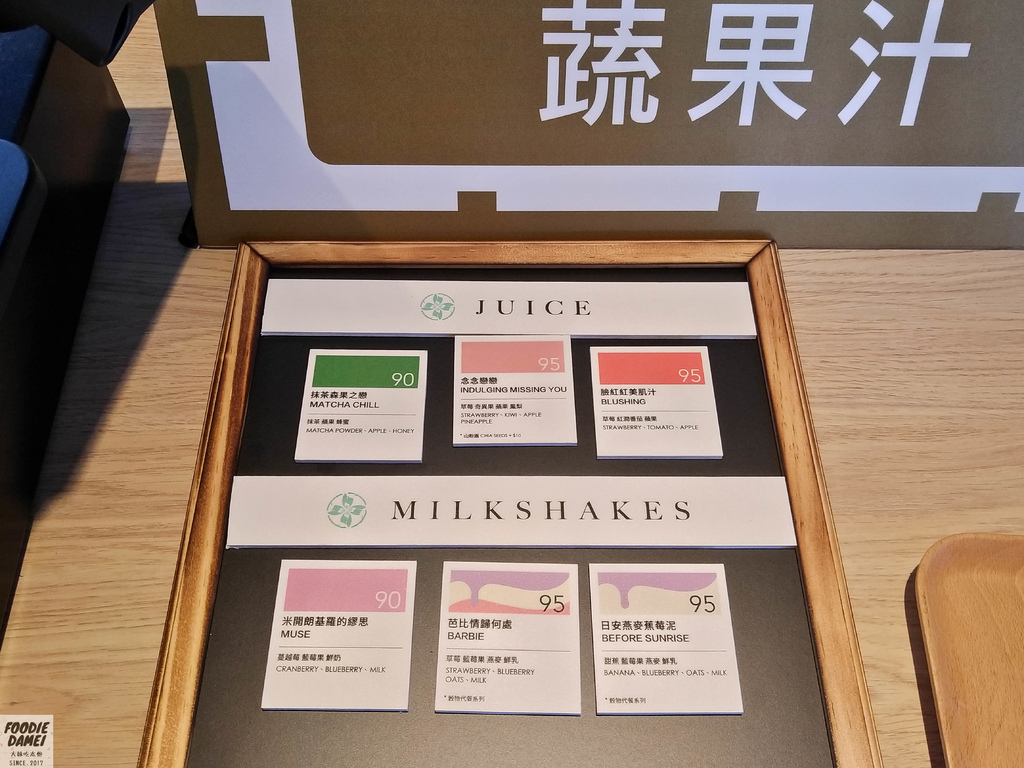 蔬果汁
JUICE
90
抹茶森果之戀
MATCHA CHILL
抹茶 蘋果 蜂蜜
MATCHA POWDER、APPLE、HONEY
95
念念戀戀
INDULGING MISSING YOU
草莓 奇異果 蘋果 鳳梨
STRAWBERRY、KIWI、APPLE
PINEAPPLE
*山粉圓 CHIA SEEDS + $10
95
臉紅紅美肌汁
BLUSHING
草莓 紅潤番茄 蘋果
STRAWBERRY、TOMATO、APPLE
MILKSHAKES
90
米開朗基羅的繆思
MUSE
蔓越莓 藍莓果 鮮奶
CRANBERRY、BLUEBERRY、MILK
95
芭比情歸何處
BARBIE
草莓 藍莓果 燕麥 鮮乳
STRAWBERRY、BLUEBERRY
OATS、MILK
*穀物代餐系列
95
日安燕麥蕉莓泥
BEFORE SUNRISE
甜蕉 藍莓果 燕麥 鮮乳
BANANA、BLUEBERRY、OATS、MILK
*穀物代餐系列
FOODIE
DAMEI
SINCE.2017